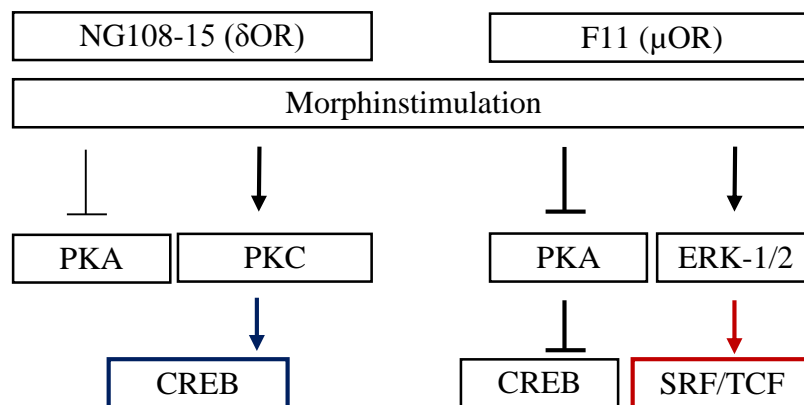 NG108-15 (δOR)
F11 (µOR)
Morphinstimulation
PKA
PKC
PKA
ERK-1/2
CREB
CREB
SRF/TCF